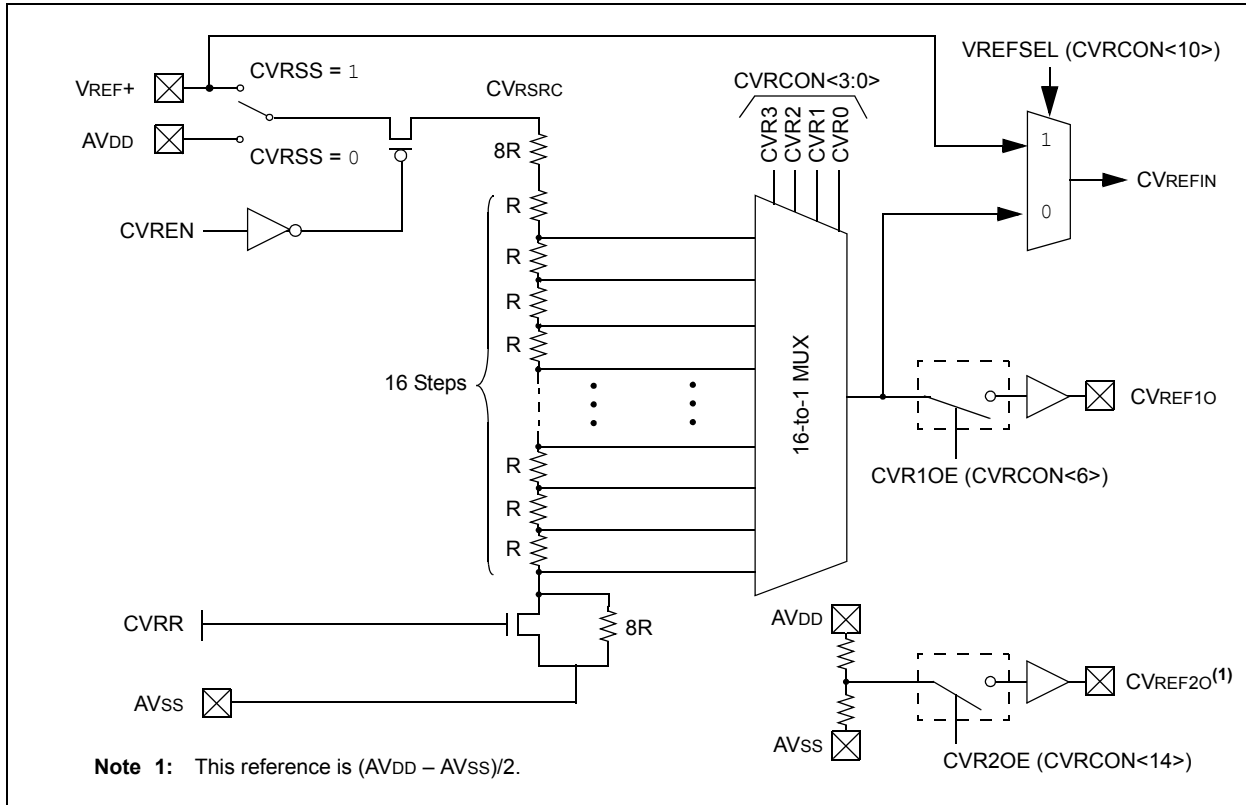 VREFSEL (CVRCON<10>)
CVRSS = 1
VREF+
CVRSRC
CVRCON<3:0>
AVDD
CVRSS = 0
CVR3
CVR2
CVR1
CVR0
8R
1
CVREFIN
0
CVREN
R
R
R
R
16 Steps
16-to-1 MUX
CVREF1O
R
CVR1OE (CVRCON<6>)
R
R
CVRR
8R
AVDD
AVSS
CVREF2O(1)
AVSS
CVR2OE (CVRCON<14>)
Note 1: This reference is (AVDD – AVSS)/2.